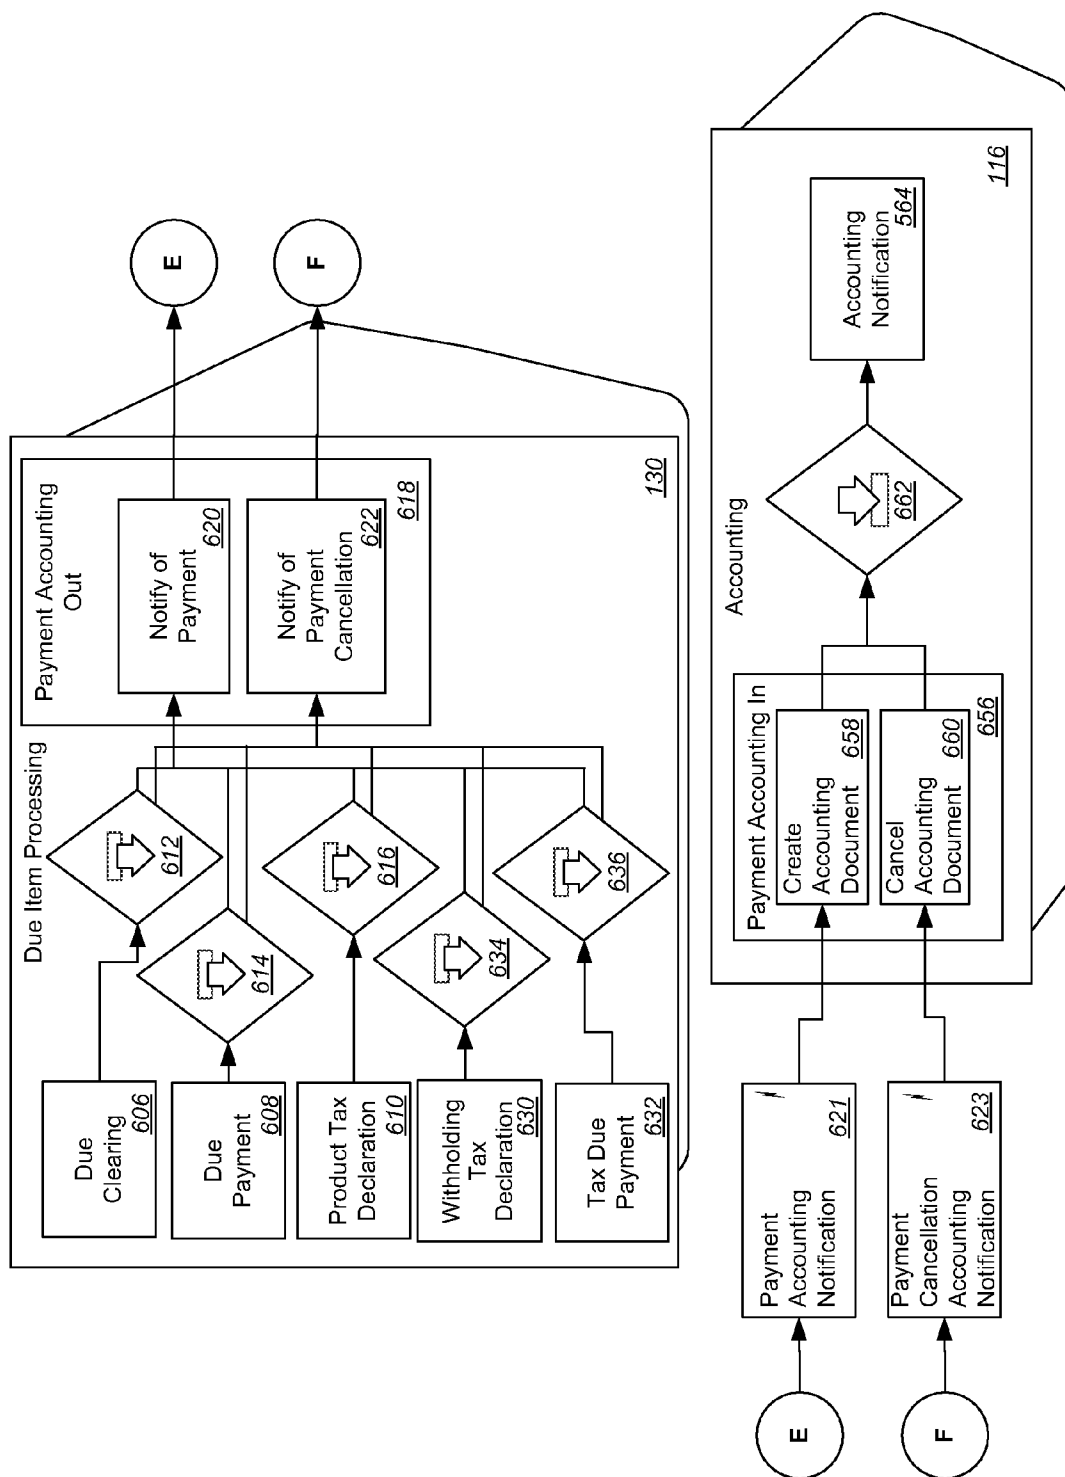 Due Item Processing
Due
Clearing
606
Due
Payment
608
Product Tax
Declaration
610
Withholding
Tax
Declaration
630
Tax Due
Payment
632
612
614
616
634
636
Payment Accounting
Out
Notify of
Payment
620
Notify of
Payment
Cancellation
622
618
130
E
F
E
F
Payment
Accounting
Notification
621
Payment
Cancellation
Accounting
Notification
623
Accounting
Payment Accounting In
Create
Accounting
Document
658
Cancel
Accounting
Document
660
656
662
Accounting
Notification
564
116